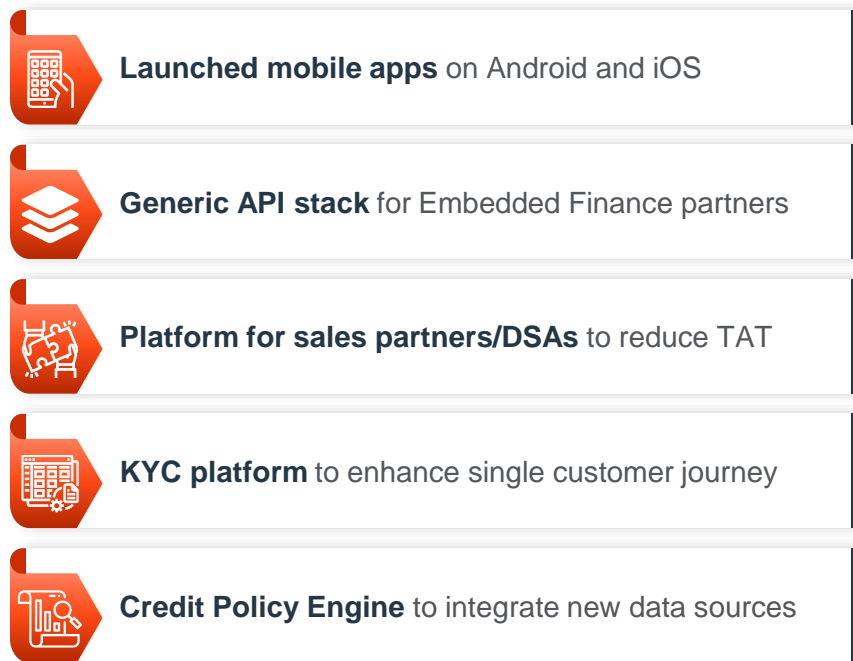 Launched mobile apps on Android and iOS
Generic API stack for Embedded Finance partners
Platform for sales partners/DSAs to reduce TAT
KYC platform to enhance single customer journey
Credit Policy Engine to integrate new data sources